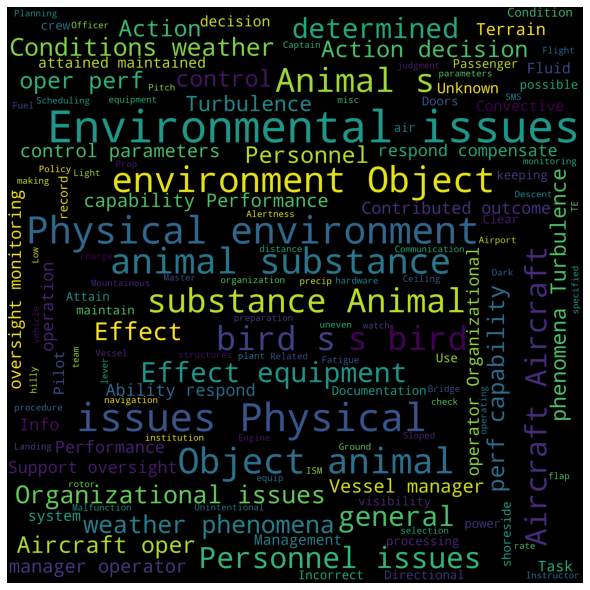 Planning
Officer
crew
decision
Condition
Action
determined
Terrain
Conditions weather
Captain
Action decision
Flight
attained maintained
judgment
Passenger
Fluid
oper perf
control
Animal s
parameters
Unknown
possible
Fuel
Scheduling
equipment
Pitch
misc
Doors
SMS
Turbulence
Convective
Environmental issues
air
monitoring
control parameters
Personnel
respond compensate
Prop
making
Policy
Light
record
environment Object
keeping
Descent
TE
capability Performance
Contributed outcome
Alertness
Clear
Airport
Low
Physical environment
distance
Communication
charge
animal substance
Mountainous
organization
precip
hardware
Ceiling
Attain
Master
Dark
specified
oversight monitoring
operation
maintain
substance Animal
preparation
uneven
watch
vehicle
Effect
bird s
s bird
operator Organizational
perf capability
Aircraft Aircraft
phenomena Turbulence
Vessel
structures
plant
Related
Fatigue
Use
team
hilly
Pilot
lever
Effect equipment
Ability respond
Documentation
Bridge
check
operating
navigation
Info
issues Physical
procedure
institution
Engine
Sloped
Landing
Performance
Object animal
Ground
Support oversight
ISM
flap
rotor
equip
Organizational issues
Vessel manager
visibility
Malfunction
Unintentional
selection
system
weather phenomena
general
power
shoreside
rate
Management
processing
Aircraft oper
Personnel issues
Task
manager operator
Incorrect
Directional
Instructor